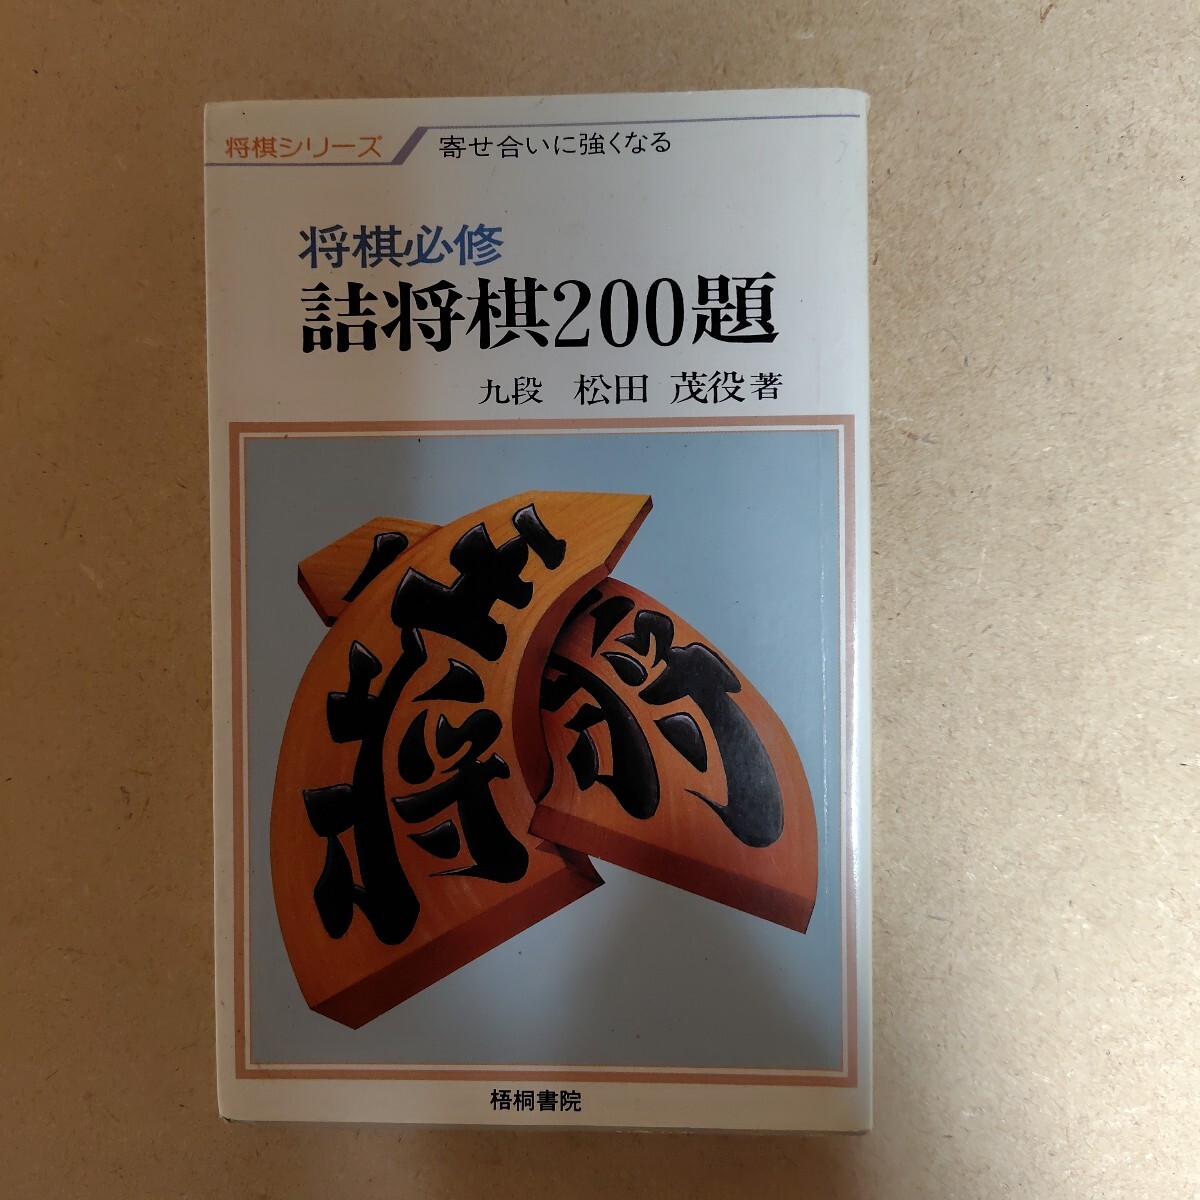 将棋シリーズ 寄せ合いに強くなる
将棋必修
詰将棋200題
九段 松田 茂役著
梧桐書院